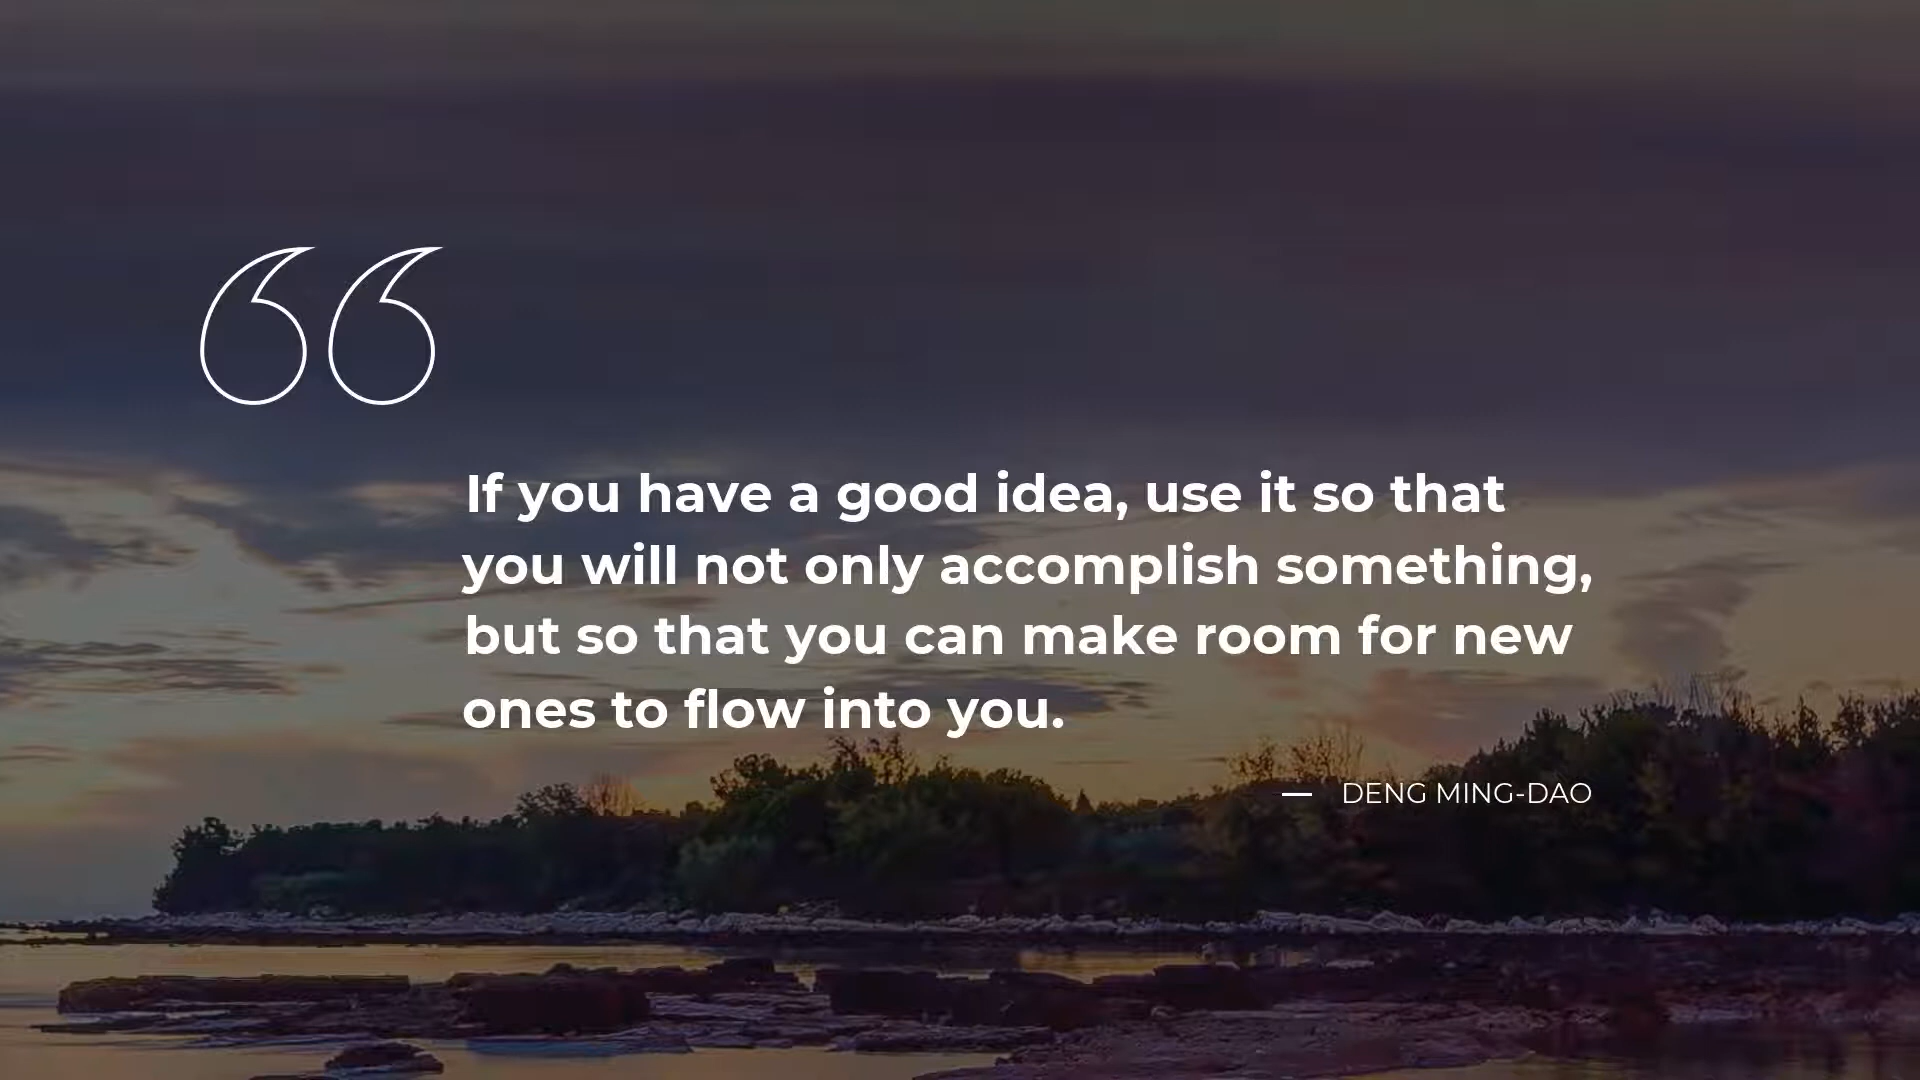 “
If you have a good idea, use it so that
you will not only accomplish something,
but so that you can make room for new
ones to flow into you.
— DENG MING-DAO